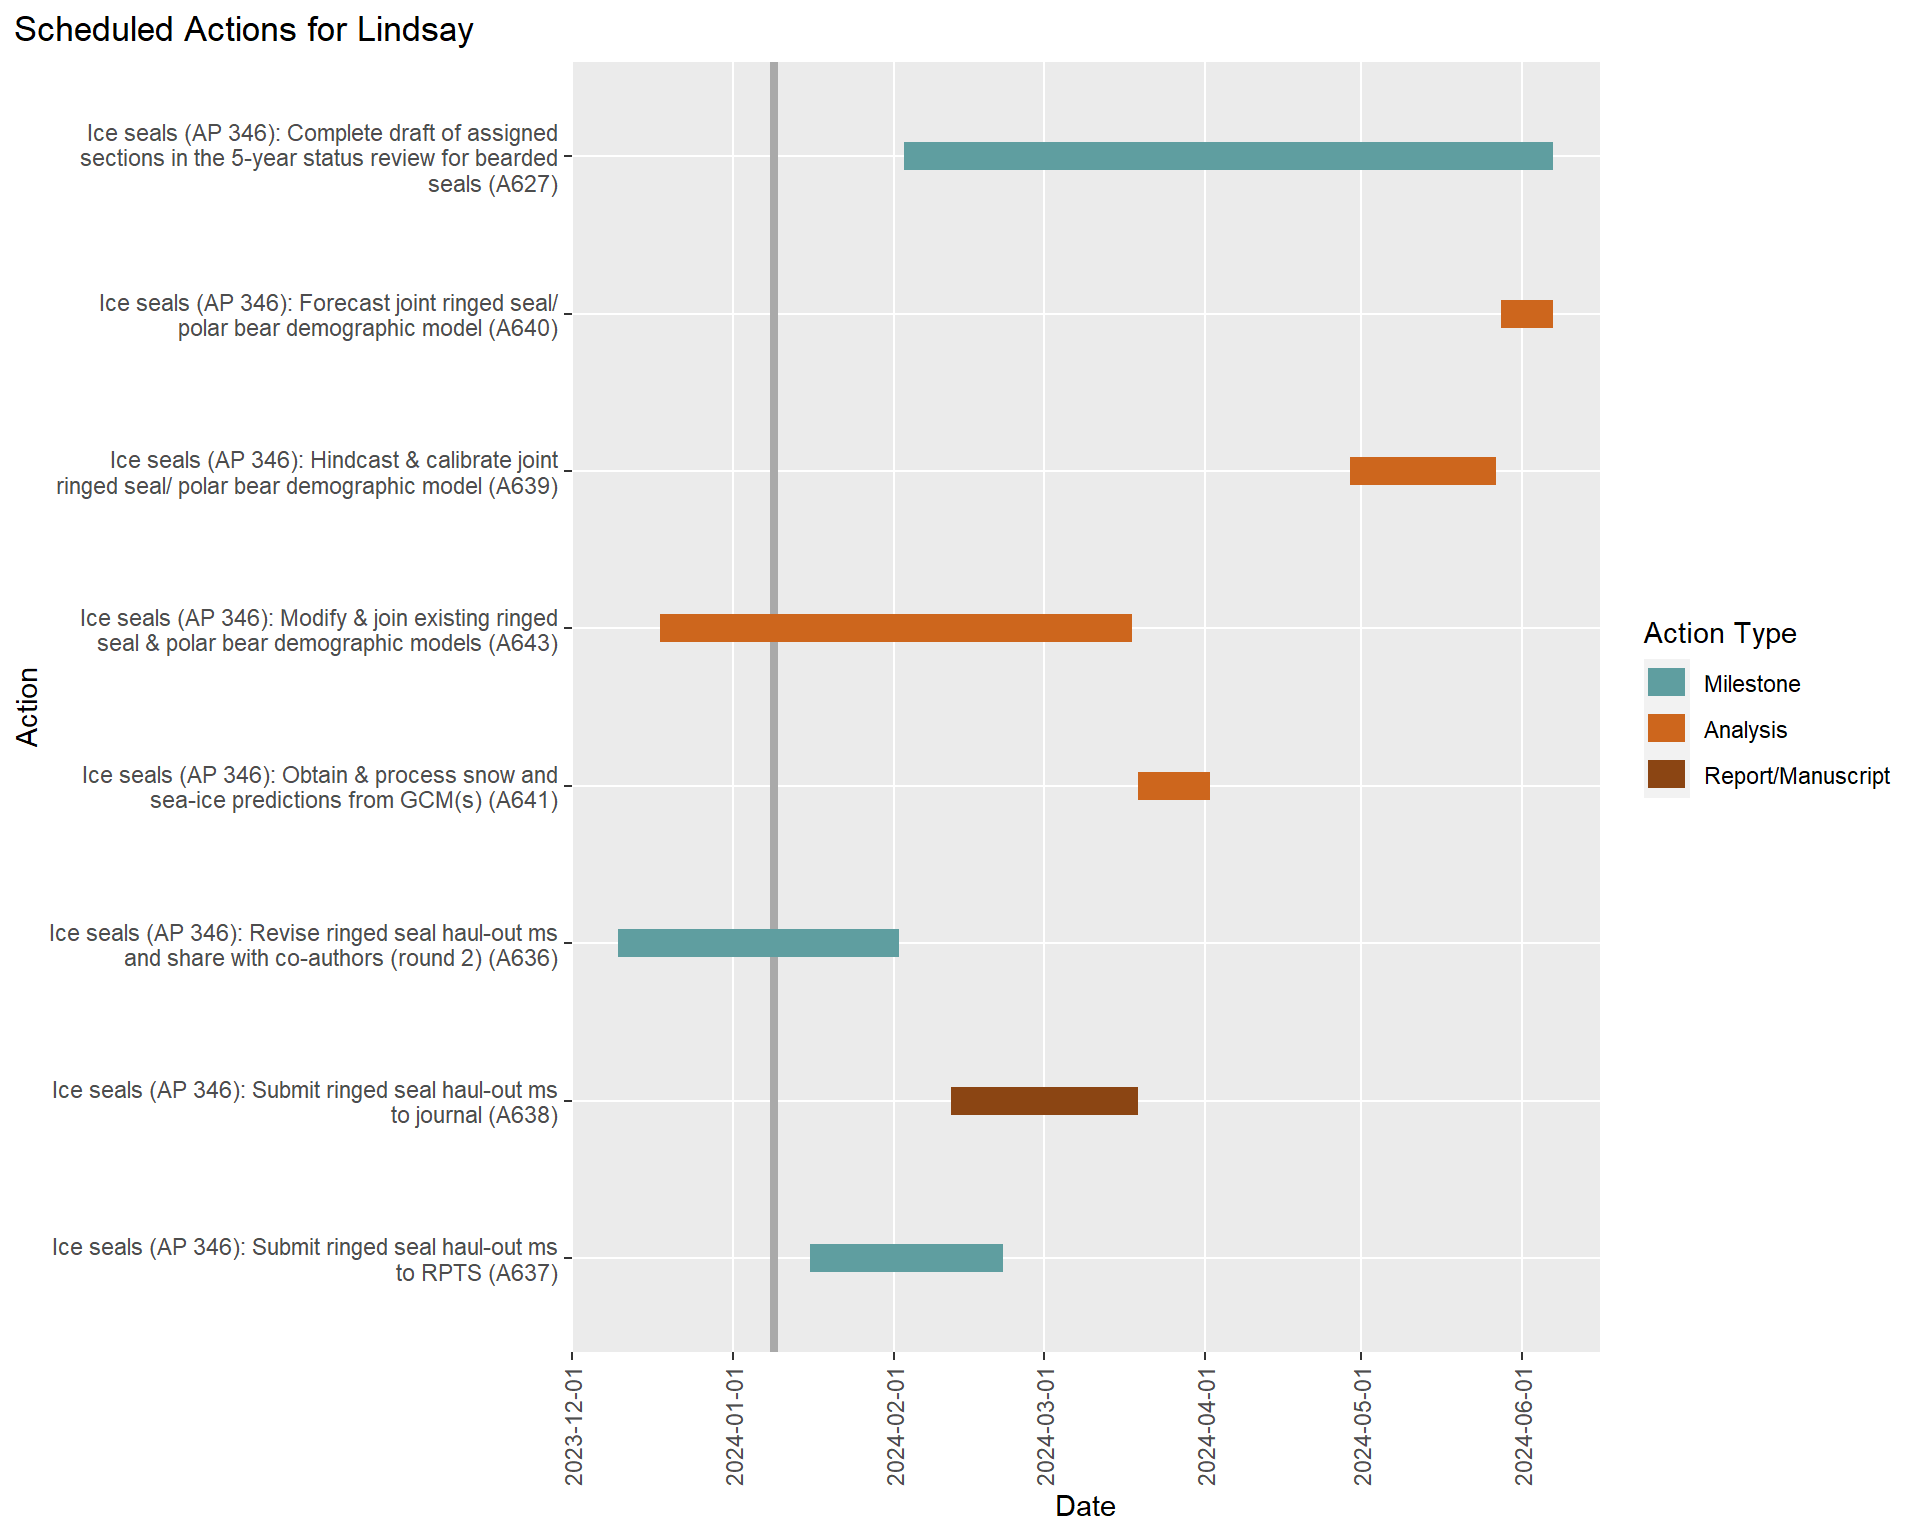 Scheduled Actions for Lindsay
Ice seals (AP 346): Complete draft of assigned
sections in the 5-year status review for bearded
seals (A627)
Ice seals (AP 346): Forecast joint ringed seal/
polar bear demographic model (A640)
Ice seals (AP 346): Hindcast & calibrate joint
ringed seal/ polar bear demographic model (A639)
Ice seals (AP 346): Modify & join existing ringed
seal & polar bear demographic models (A643)
Ice seals (AP 346): Obtain & process snow and
sea-ice predictions from GCM(s) (A641)
Ice seals (AP 346): Revise ringed seal haul-out ms
and share with co-authors (round 2) (A636)
Ice seals (AP 346): Submit ringed seal haul-out ms
to journal (A638)
Ice seals (AP 346): Submit ringed seal haul-out ms
to RPTS (A637)
Action
2023-12-01
2024-01-01
2024-02-01
2024-03-01
2024-04-01
2024-05-01
2024-06-01
Date
Action Type
Milestone
Analysis
Report/Manuscript